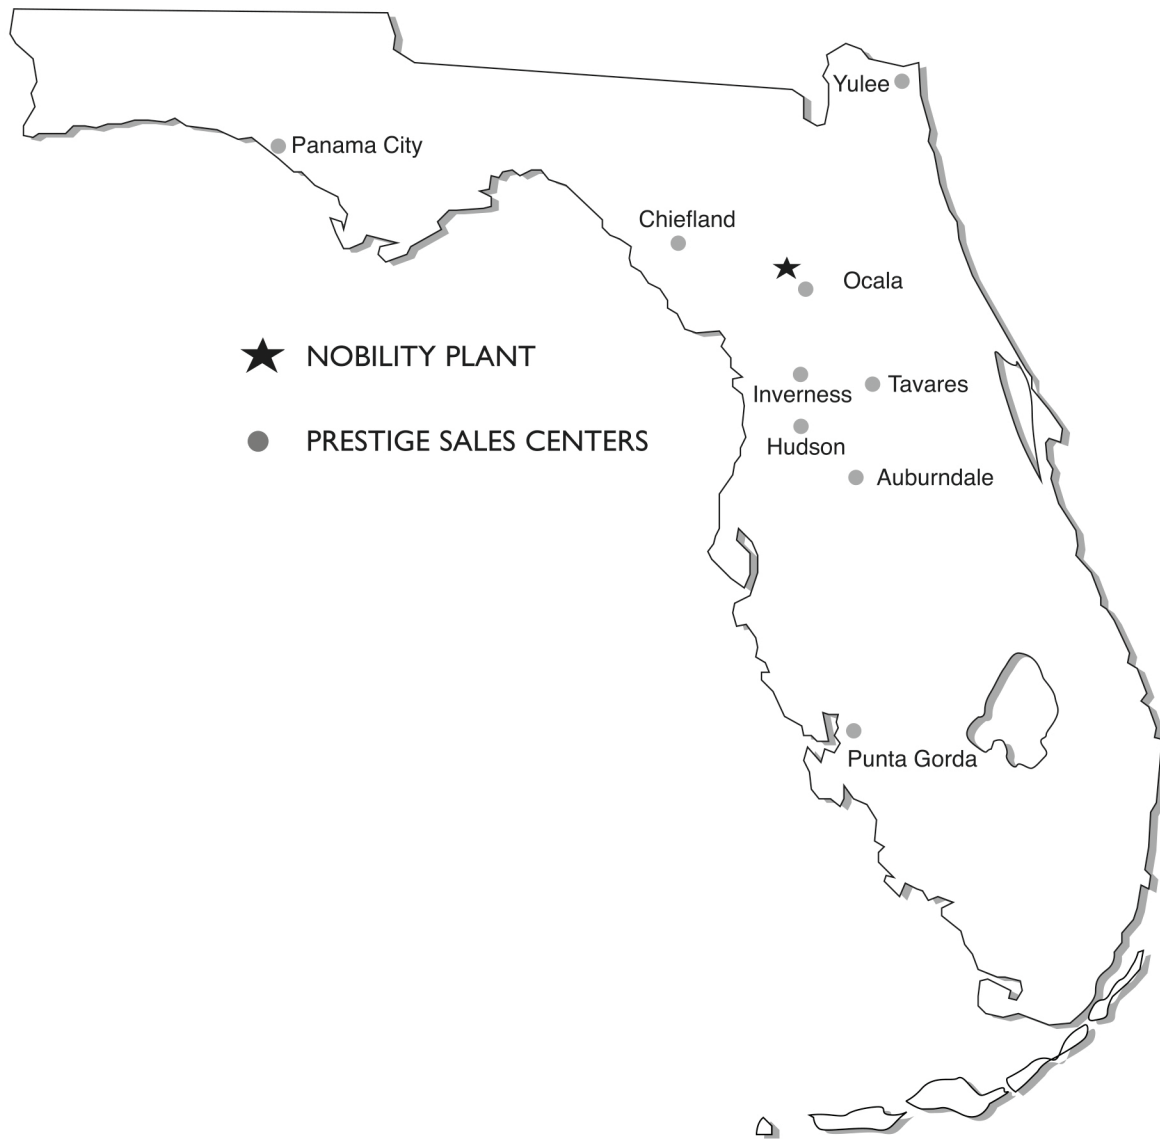 Yulee
Panama City
Chiefland
Ocala
NOBILITY PLANT
Inverness
Tavares
PRESTIGE SALES CENTERS
Hudson
Auburndale
Punta Gorda